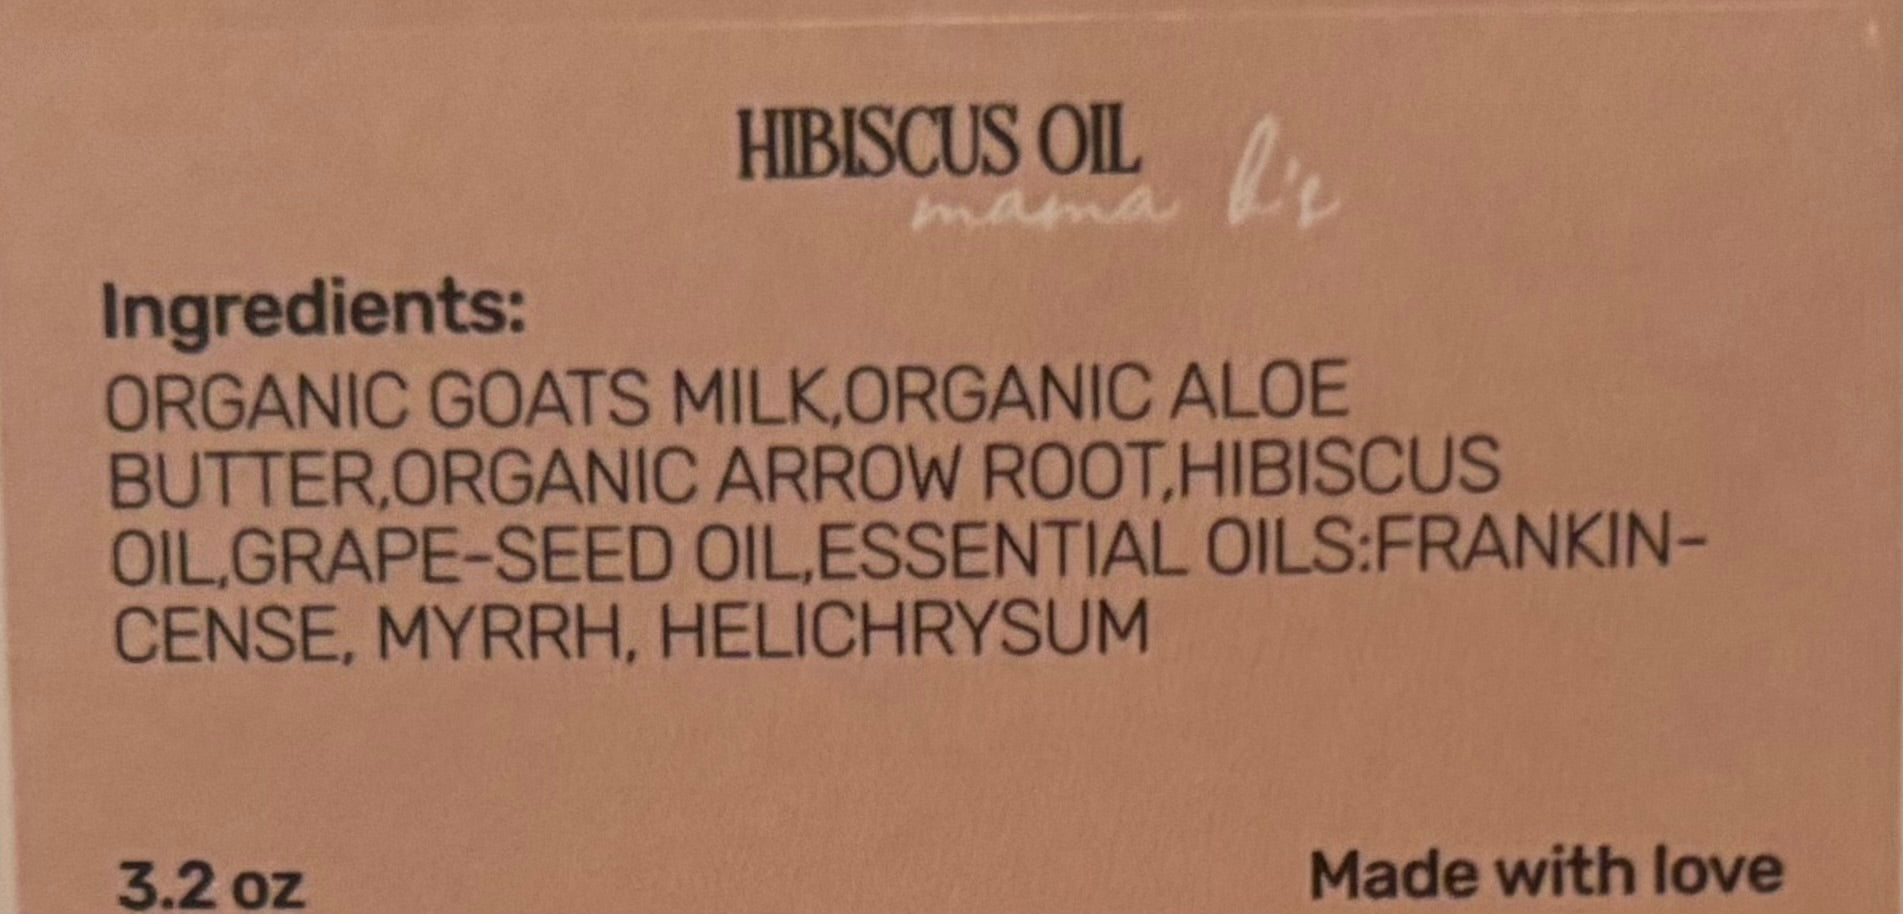 HIBISCUS OIL
mama b's
Ingredients:
ORGANIC GOATS MILK,ORGANIC ALOE
BUTTER,ORGANIC ARROW ROOT,HIBISCUS
OIL,GRAPE-SEED OIL,ESSENTIAL OILS:FRANKIN-
CENSE, MYRRH, HELICHRYSUM
3.2 oz
Made with love